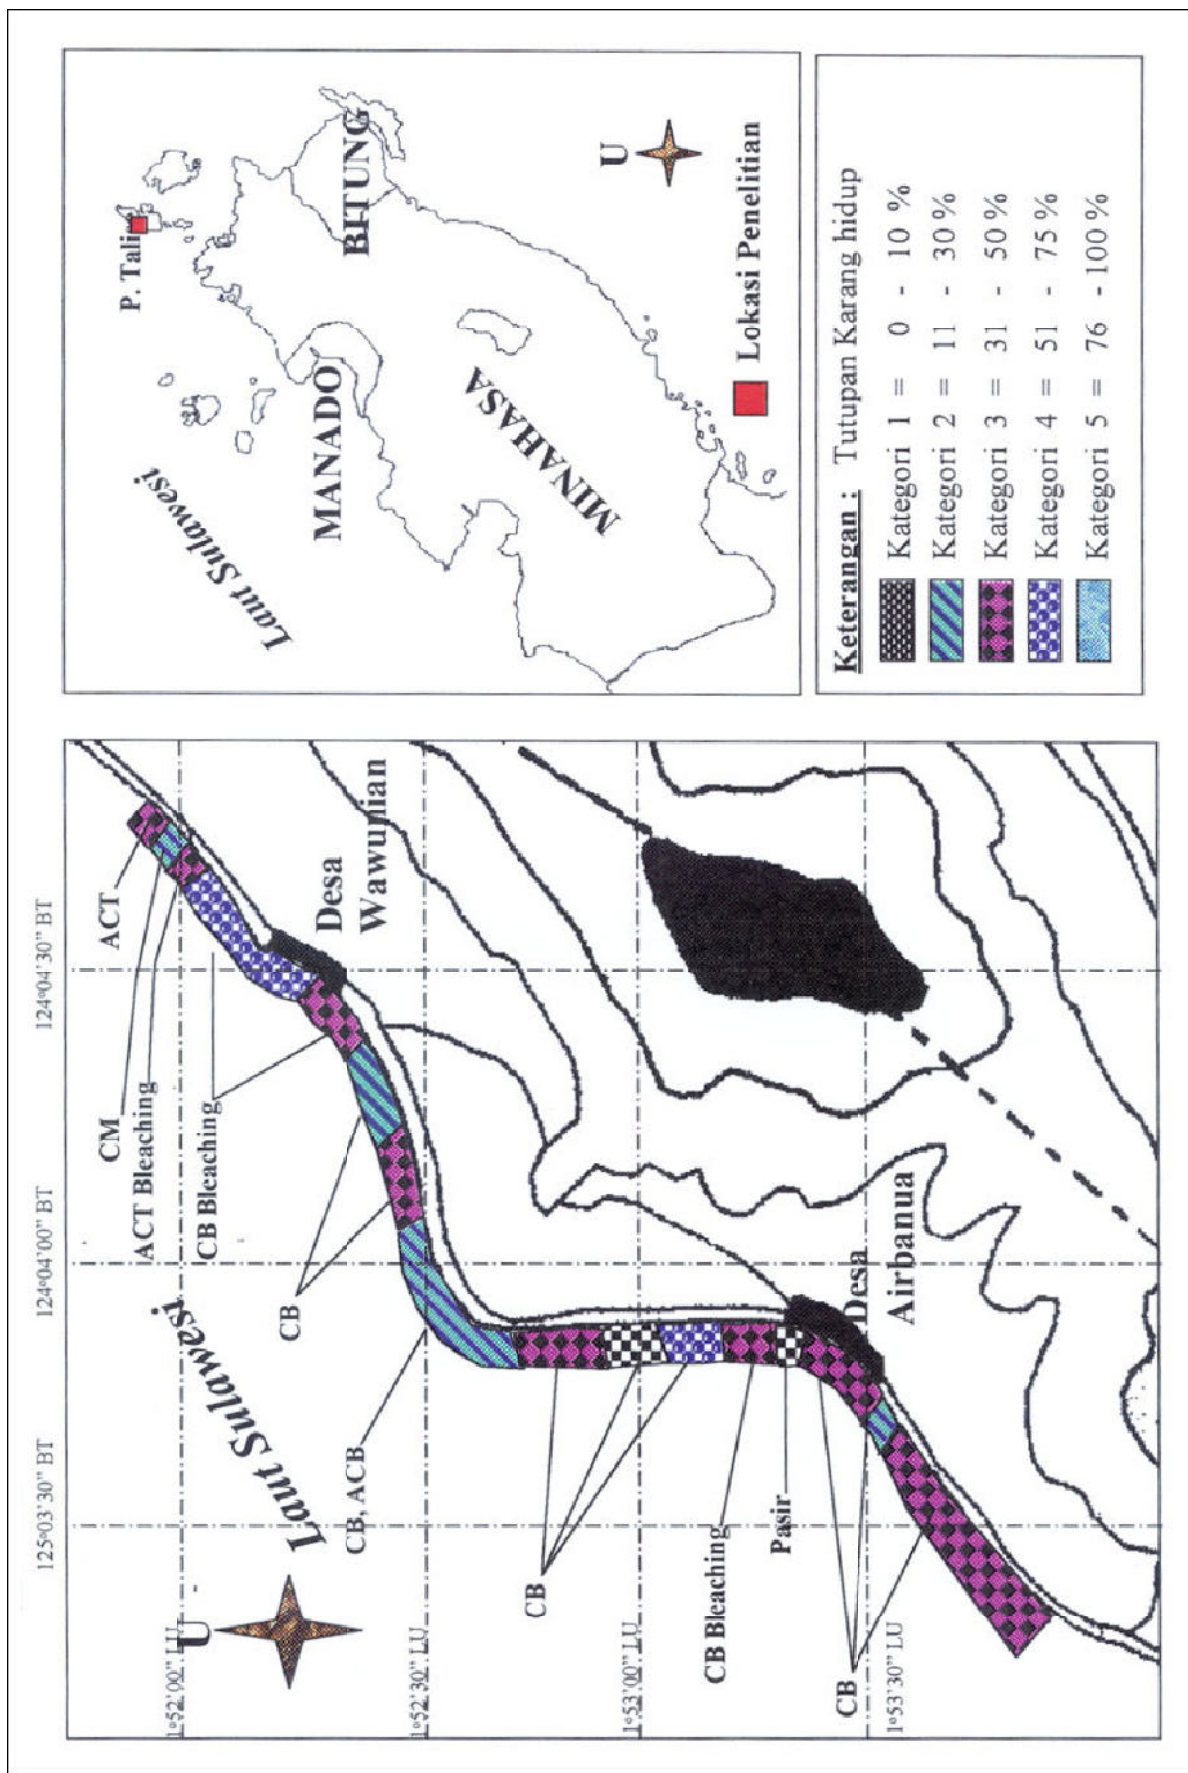 125°03'30" BT
124°04'00" BT
124°04'30" BT
1°52'00" LU
1°52'30" LU
1°53'00" LU
1°53'30" LU
U
Laut Sulawesi
ACT
CM
ACT Bleaching
CB Bleaching
CB
CB, ACB
CB
CB Bleaching
Pasir
CB
Desa
Wawunian
Desa
Airbanua
Laut Sulawesi
P. Tali
MANADO
BITUNG
MINAHASA
U
Lokasi Penelitian
Keterangan : Tutupan Karang hidup
Kategori 1 = 0 - 10 %
Kategori 2 = 11 - 30 %
Kategori 3 = 31 - 50 %
Kategori 4 = 51 - 75 %
Kategori 5 = 76 - 100 %